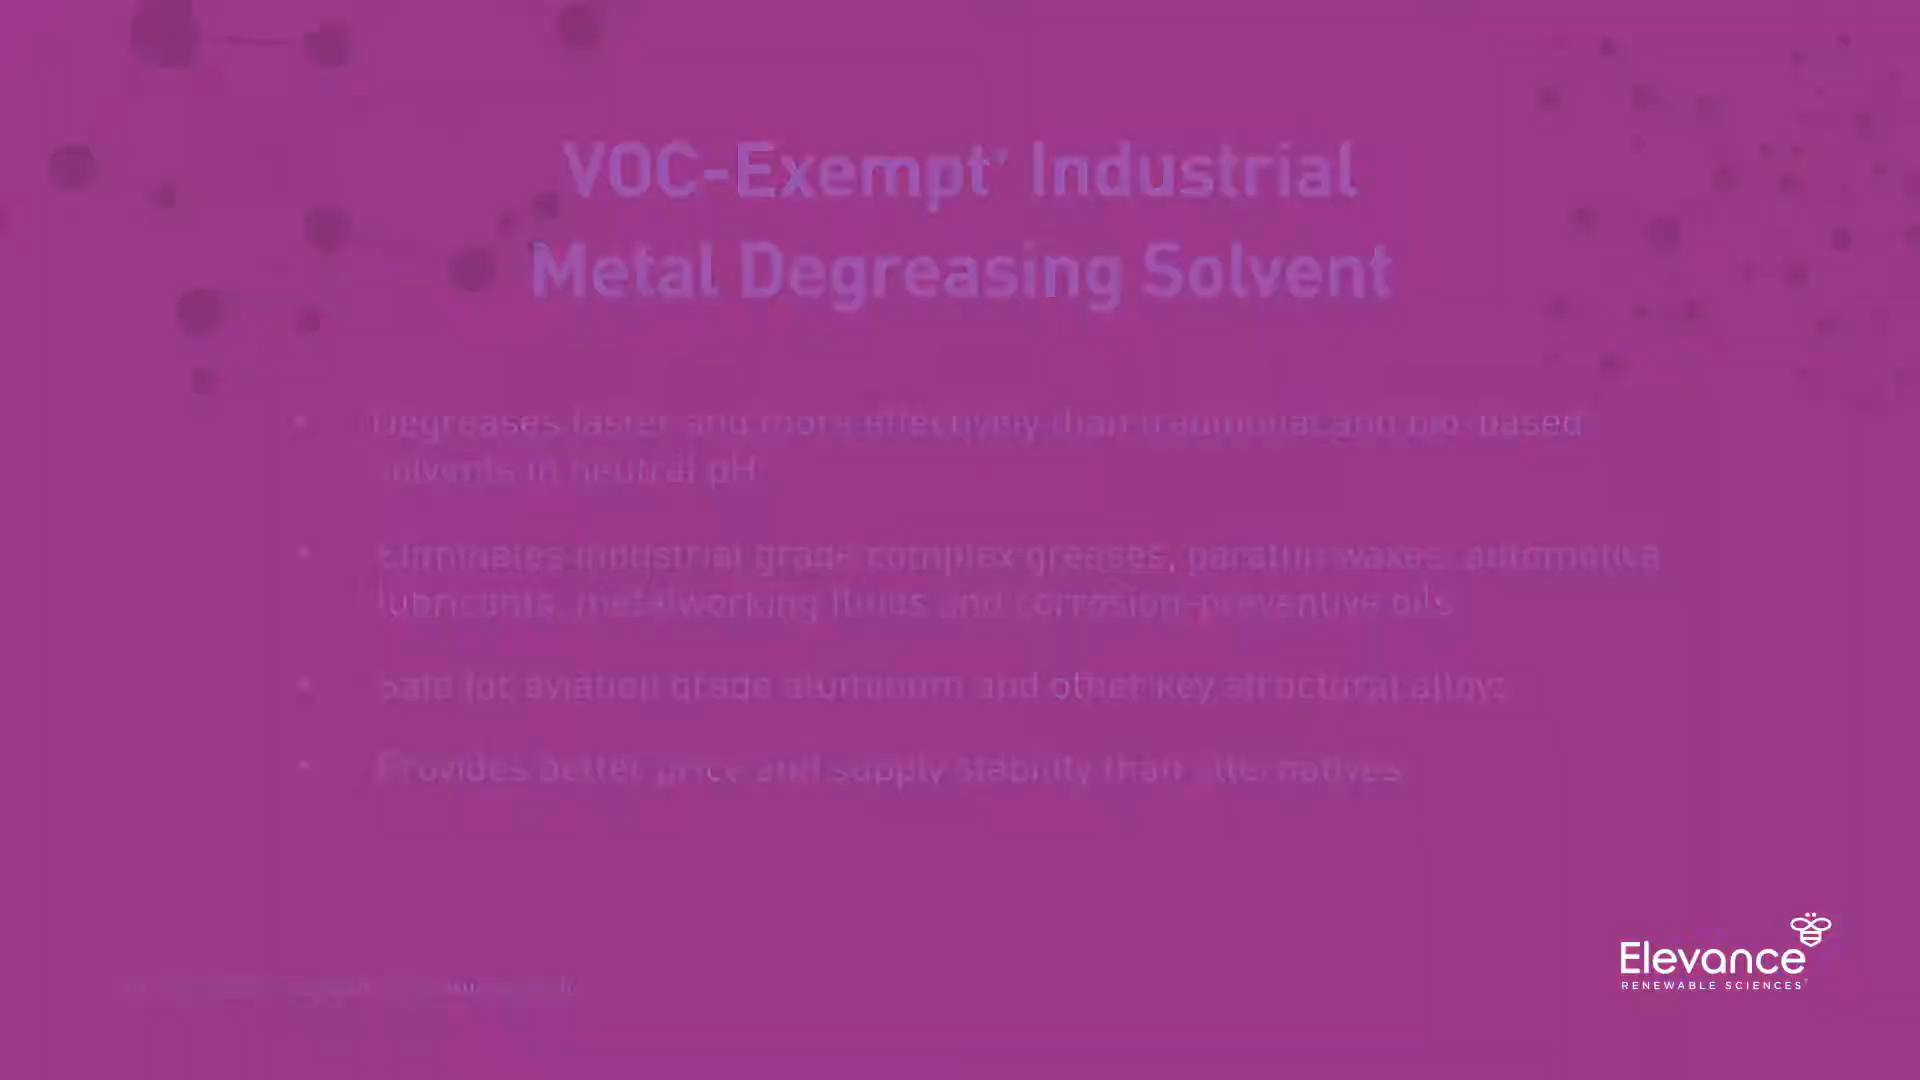 VOC-Exempt* Industrial
Metal Degreasing Solvent
• Degreases faster and more effectively than traditional and bio-based
solvents in neutral pH
• Eliminates industrial grade complex greases, paraffin waxes, automotive
lubricants, metalworking fluids and corrosion-preventive oils
• Safe for aviation grade aluminum and other key structural alloys
• Provides better price and supply stability than alternatives
Elevance
RENEWABLE SCIENCES